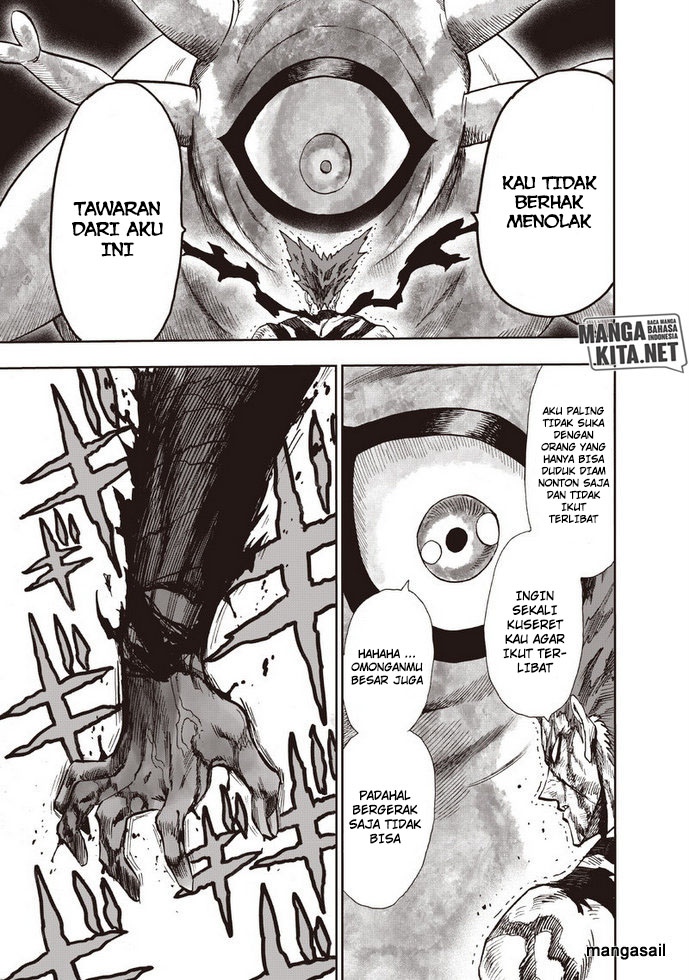 KAU TIDAK
BERHAK
MENOLAK
TAWARAN
DARI AKU
INI
MANGA
KITA.NET
BACA MANGA
BAHASA
INDONESIA
AKU PALING
TIDAK SUKA
DENGAN
ORANG YANG
HANYA BISA
DUDUK DIAM
NONTON SAJA
DAN TIDAK
IKUT
TERLIBAT
INGIN
SEKALI
KUSERET
KAU AGAR
IKUT TER-
LIBAT
HAHAHA ...
OMONGANMU
BESAR JUGA
PADAHAL
BERGERAK
SAJA TIDAK
BISA
mangasail